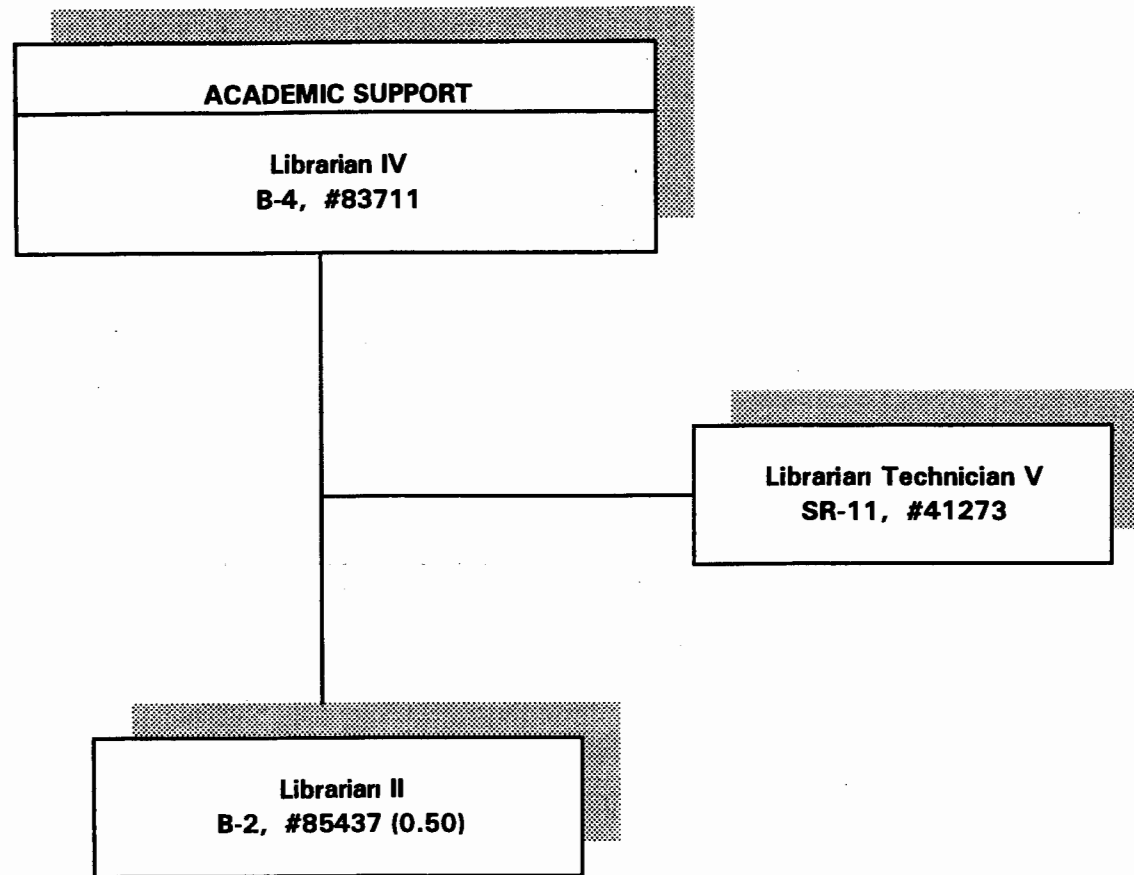 ACADEMIC SUPPORT
Librarian IV
B-4, #83711
Librarian Technician V
SR-11, #41273
Librarian II
B-2, #85437 (0.50)